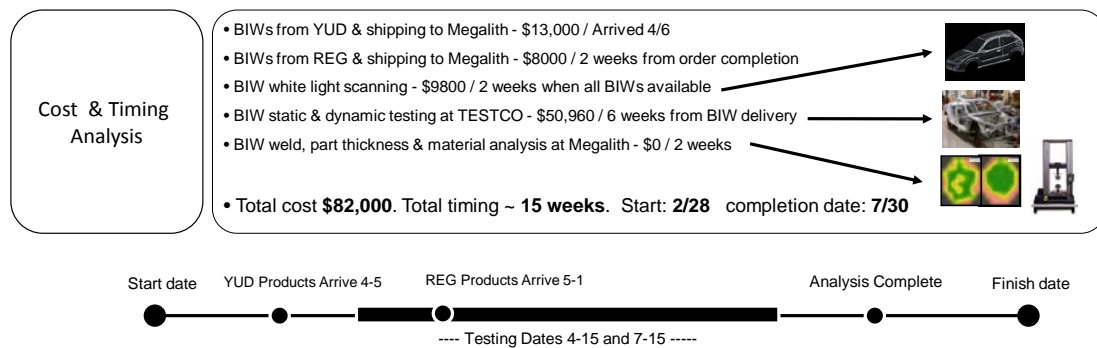 Cost & Timing
Analysis
• BIWs from YUD & shipping to Megalith - $13,000 / Arrived 4/6
• BIWs from REG & shipping to Megalith - $8000 / 2 weeks from order completion
• BIW white light scanning - $9800 / 2 weeks when all BIWs available
• BIW static & dynamic testing at TESTCO - $50,960 / 6 weeks from BIW delivery
• BIW weld, part thickness & material analysis at Megalith - $0 / 2 weeks
• Total cost $82,000. Total timing ~ 15 weeks. Start: 2/28 completion date: 7/30
Start date
YUD Products Arrive 4-5
REG Products Arrive 5-1
Analysis Complete
Finish date
---- Testing Dates 4-15 and 7-15 -----